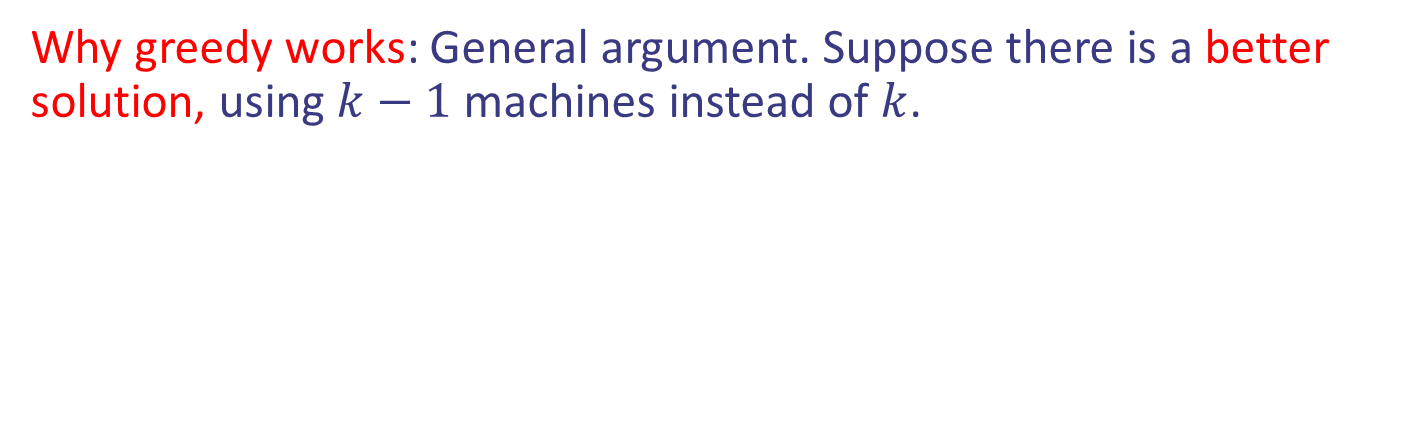 Why greedy works: General argument. Suppose there is a better
solution, using k − 1 machines instead of k.